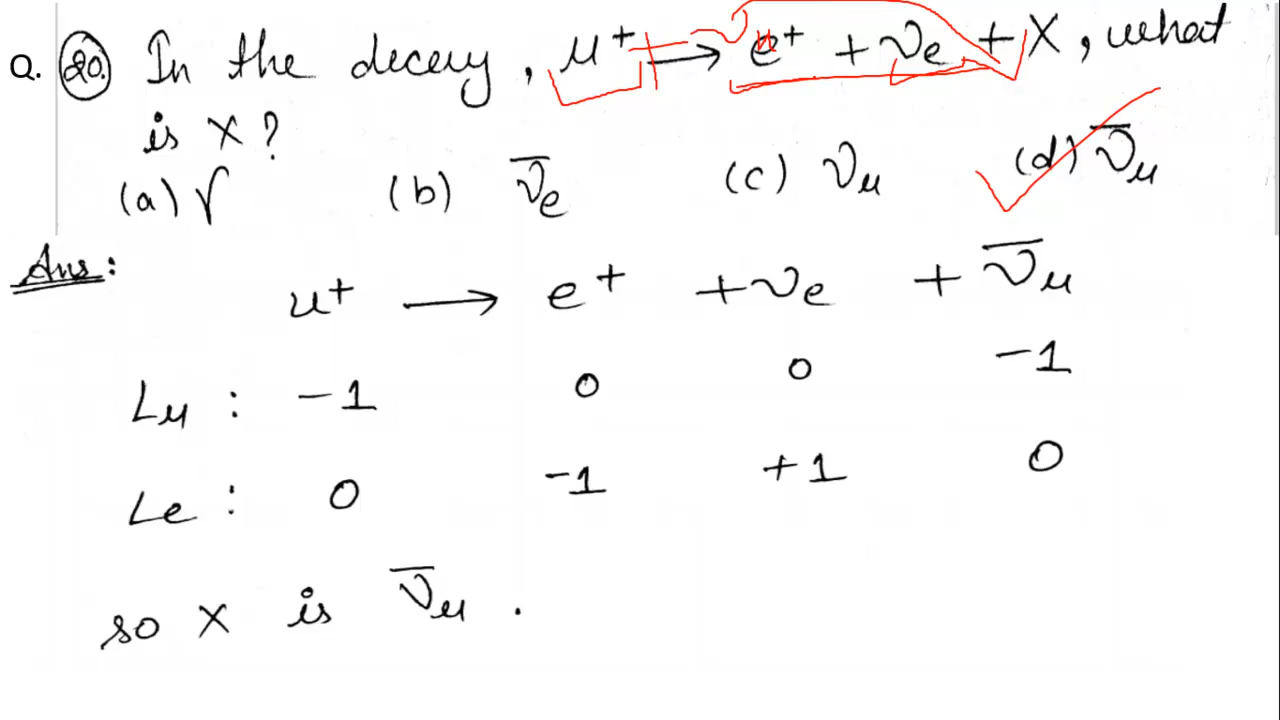 Q. 20. In the decay, μ⁺ → e⁺ + νe + X, what
is X?
(a) γ (b) ν̅e (c) νμ (d) ν̅μ
Ans:
μ⁺ → e⁺ + νe + ν̅μ
Lμ : -1 0 0 -1
Le : 0 -1 +1 0
so X is ν̅μ .